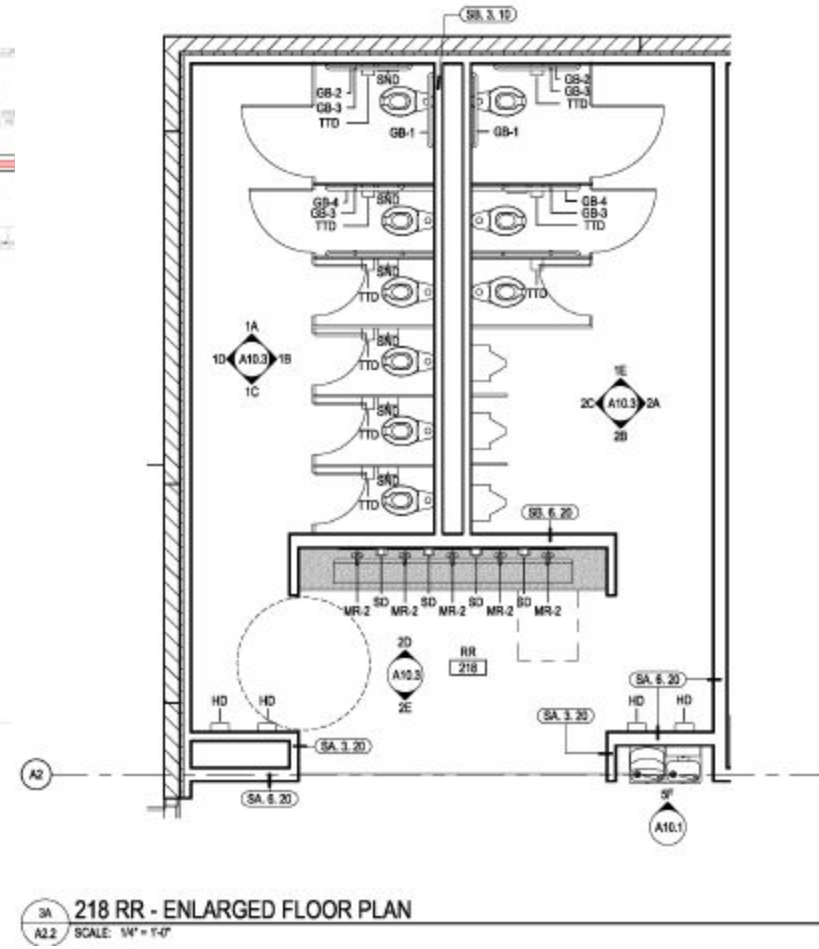 SB. 3. 10
GB-2
SND
GB-3
TTD
GB-1
GB-2
GB-3
TTD
GB-1
GB-4
SND
GB-3
TTD
GB-4
GB-3
TTD
SND
TTD
TTD
SND
TTD
SND
TTD
SND
TTD
1A
1D A10.3 1B
1C
1E
2C A10.3 2A
2B
SB. 6. 20
MR-2 SD MR-2 SD MR-2 SD MR-2 SD MR-2
2D
A10.3
2E
RR
218
HD HD
SA. 3. 20
SA. 6. 20
SA. 6. 20
HD HD
SA. 3. 20
A2
5F
A10.1
3A
A2.2
218 RR - ENLARGED FLOOR PLAN
SCALE: 1/4" = 1'-0"